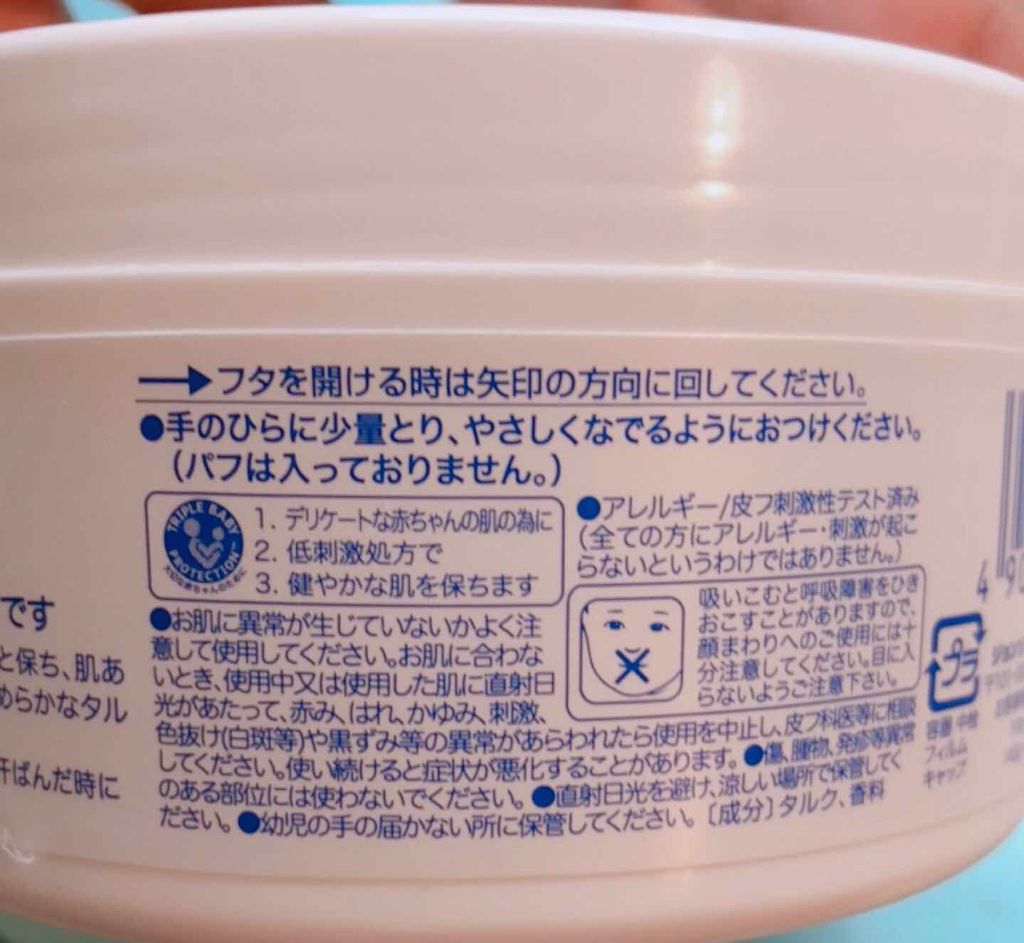 →フタを開ける時は矢印の方向に回してください。
●手のひらに少量とり、やさしくなでるようにおつけください。
(パフは入っておりません。)
TRIPLE BABY PROTECTION
1. デリケートな赤ちゃんの肌の為に
2. 低刺激処方で
3. 健やかな肌を保ちます
●アレルギー/皮フ刺激性テスト済み
(全ての方にアレルギー・刺激が起こ
らないというわけではありません。)
吸いこむと呼吸障害をひき
おこすことがありますので、
顔まわりへのご使用には十
分注意してください。目に入
らないようご注意下さい。
●お肌に異常が生じていないかよく注
意して使用してください。お肌に合わな
いとき、使用中又は使用した肌に直射日
光があたって、赤み、はれ、かゆみ、刺激、
色抜け(白斑等)や黒ずみ等の異常があらわれたら使用を中止し、皮フ科医等に相談
してください。使い続けると症状が悪化することがあります。●傷、腫物、発疹等異常
のある部位には使わないでください。●直射日光を避け、涼しい場所で保管してく
ださい。●幼児の手の届かない所に保管してください。〔成分〕タルク、香料
です
と保ち、肌あ
めらかなタル
汗ばんだ時に
プラ
容器 中栓
フィルム
キャップ
4 9